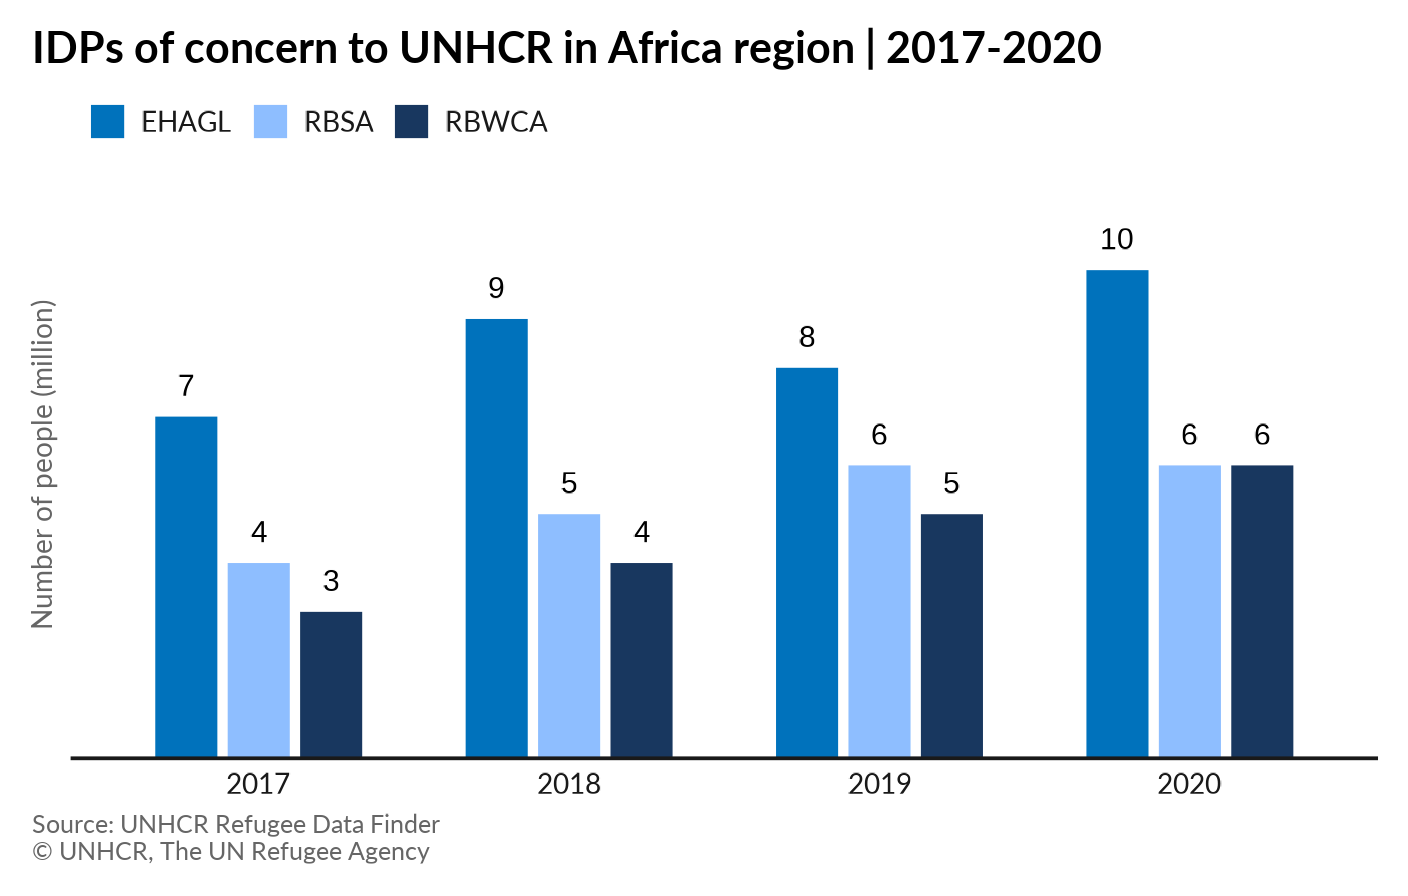 IDPs of concern to UNHCR in Africa region | 2017-2020
EHAGL RBSA RBWCA
Number of people (million)
7 4 3
9 5 4
8 6 5
10 6 6
2017 2018 2019 2020
Source: UNHCR Refugee Data Finder
© UNHCR, The UN Refugee Agency